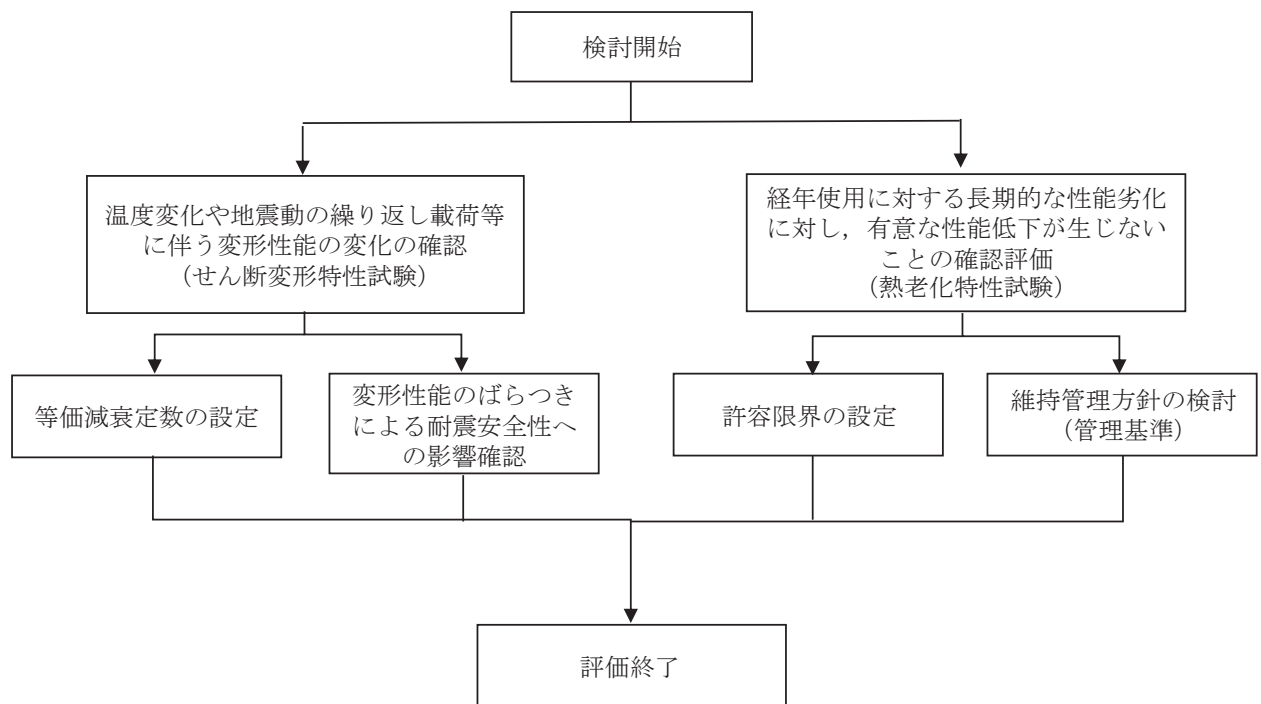 検討開始
温度変化や地震動の繰り返し載荷等
に伴う変形性能の変化の確認
(せん断変形特性試験)
経年使用に対する長期的な性能劣化
に対し，有意な性能低下が生じない
ことの確認評価
(熱老化特性試験)
等価減衰定数の設定
変形性能のばらつき
による耐震安全性へ
の影響確認
許容限界の設定
維持管理方針の検討
(管理基準)
評価終了